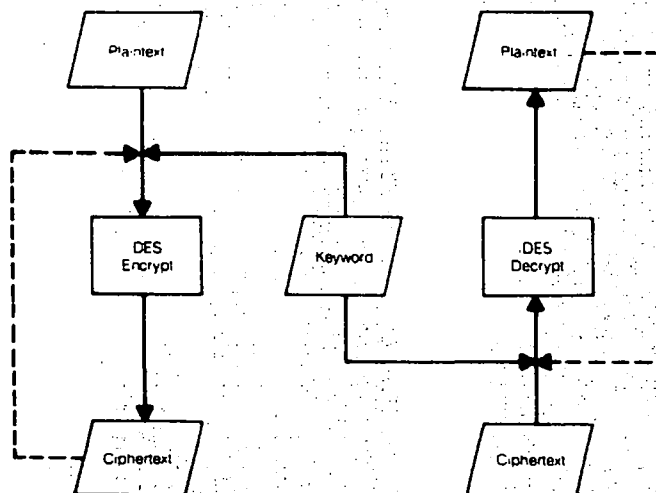 Plaintext
Plaintext
DES
Encrypt
Keyword
DES
Decrypt
Ciphertext
Ciphertext